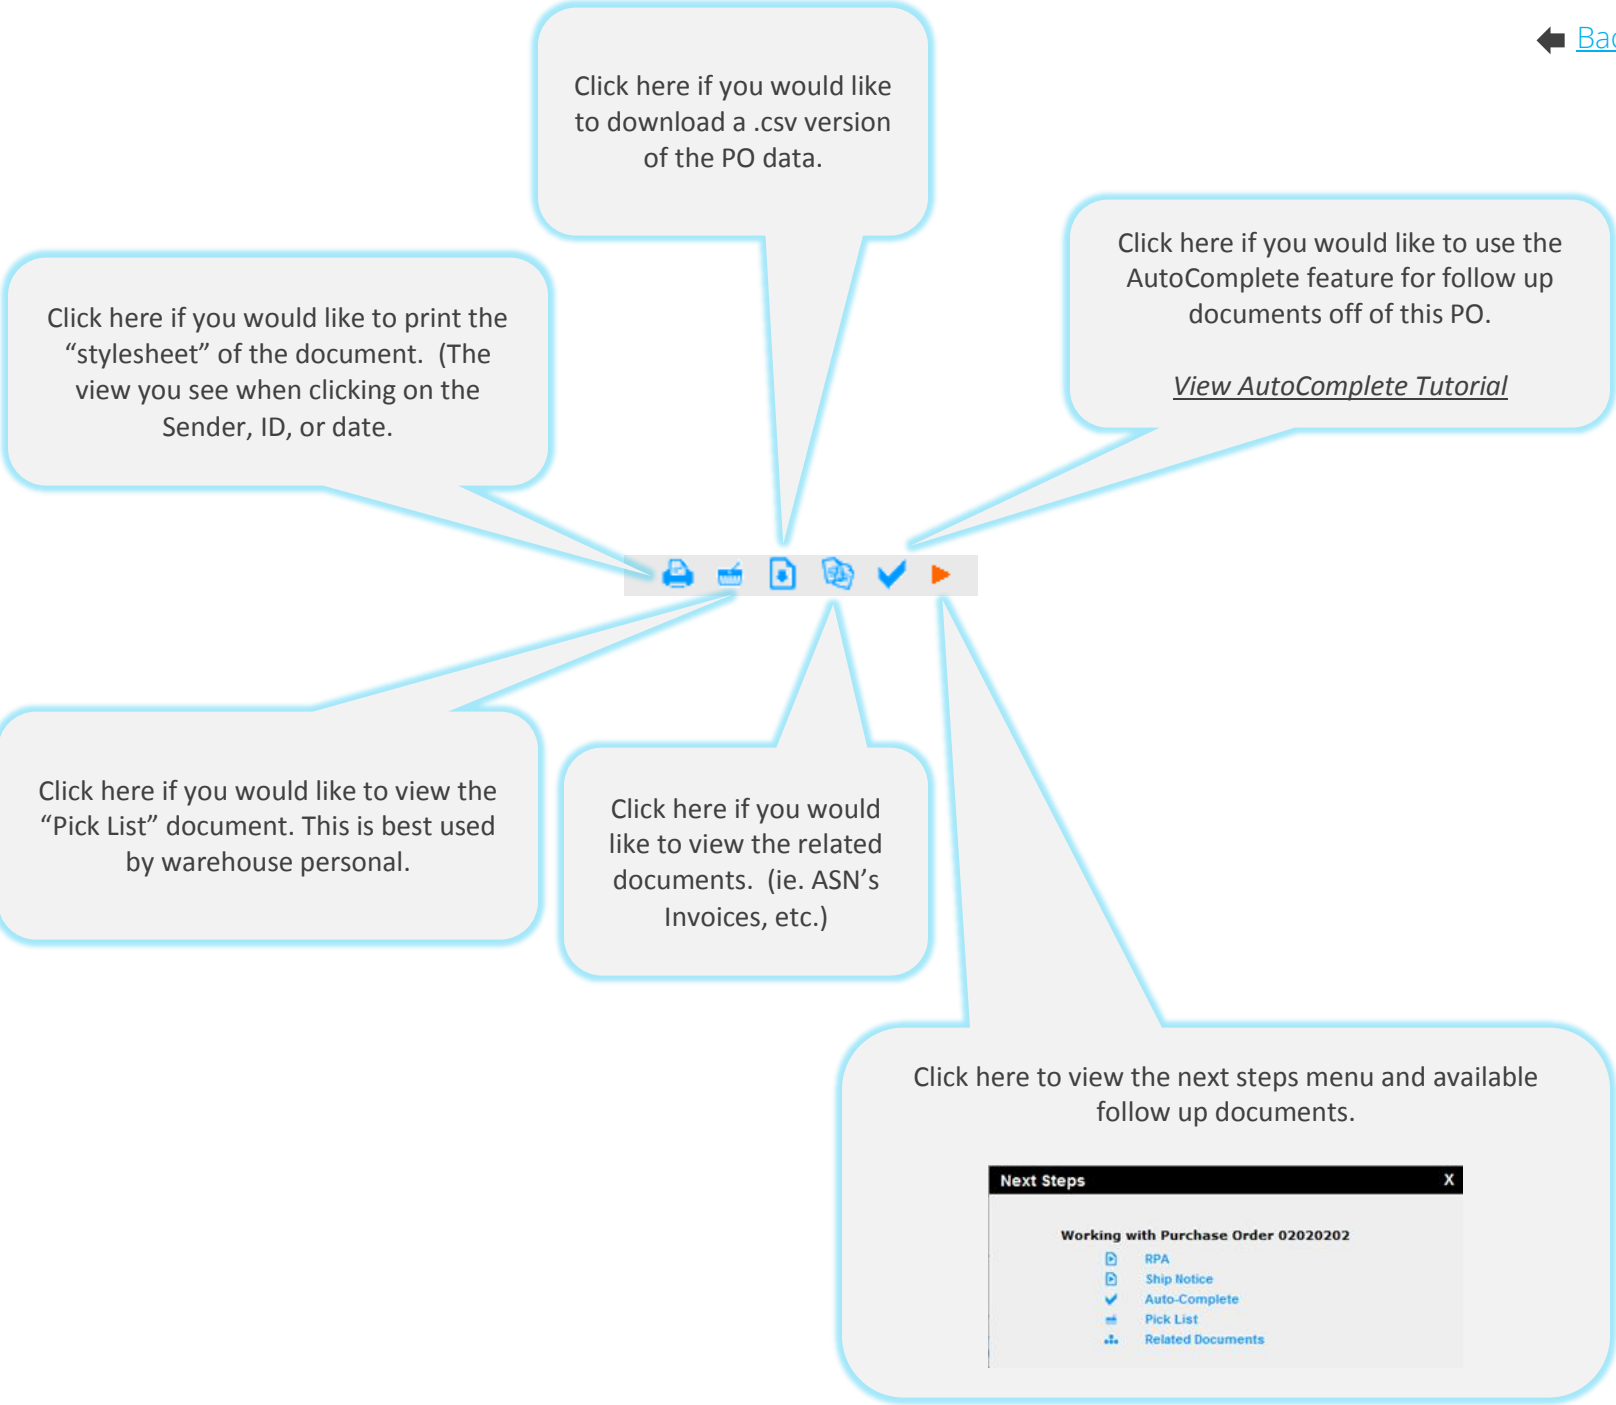 Click here if you would like
to download a .csv version
of the PO data.
Click here if you would like to use the
AutoComplete feature for follow up
documents off of this PO.
View AutoComplete Tutorial
Click here if you would like to print the
“stylesheet” of the document.  (The
view you see when clicking on the
Sender, ID, or date.
Click here if you would like to view the
“Pick List” document. This is best used
by warehouse personal.
Click here if you would
like to view the related
documents.  (ie. ASN’s
Invoices, etc.)
Click here to view the next steps menu and available
follow up documents.
Next Steps X
Working with Purchase Order 02020202
RPA
Ship Notice
Auto-Complete
Pick List
Related Documents